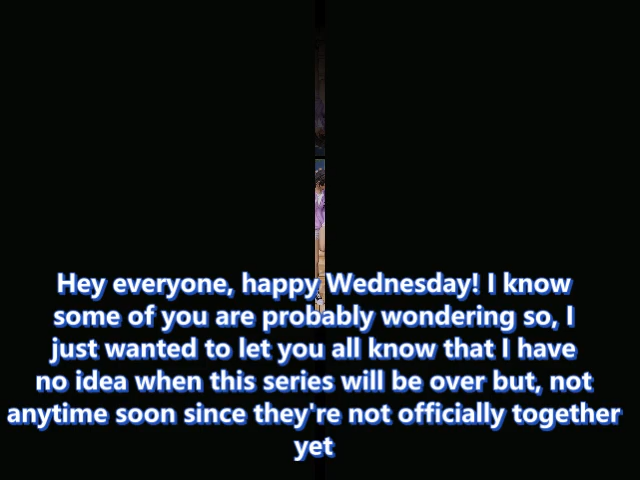 Hey everyone, happy Wednesday! I know
some of you are probably wondering so, I
just wanted to let you all know that I have
no idea when this series will be over but, not
anytime soon since they're not officially together
yet